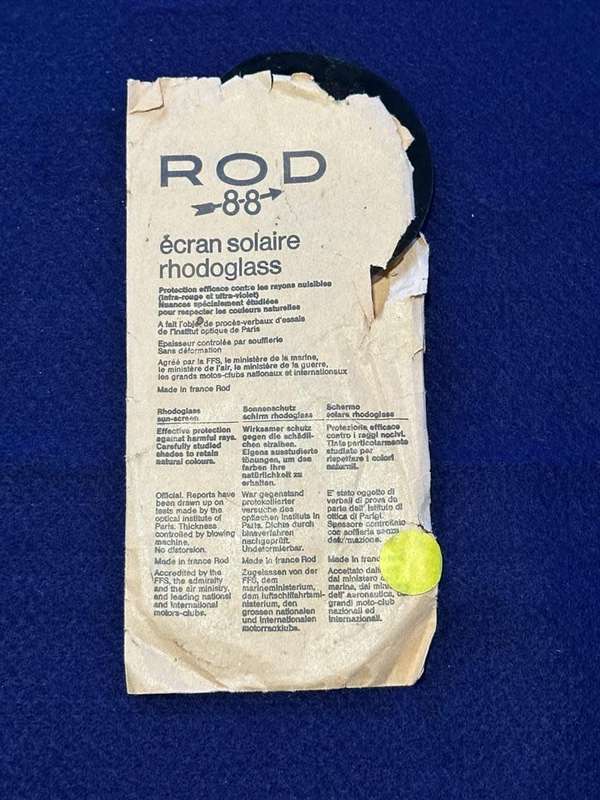 ROD
88
écran solaire
rhodoglass
Protection efficace contre les rayons nuisibles
(infra-rouge et ultra-violet)
Nuances spécialement étudiées
pour respecter les couleurs naturelles
A fait l'objet de procès-verbaux d'essais
de l'institut optique de Paris
Epaisseur controlée par soufflerie
Sans déformation
Agréé par la FFS, le ministère de la marine,
le ministère de l'air, le ministère de la guerre,
les grands motos-clubs nationaux et internationaux
Made in france Rod
Rhodoglass
sun-screen
Effective protection
against harmful rays.
Carefully studied
shades to retain
natural colours.
Official. Reports have
been drawn up on
tests made by the
optical institute of
Paris. Thickness
controlled by blowing
machine.
No distorsion.
Made in france Rod
Accredited by the
FFS, the admiralty
and the air ministry,
and leading national
and international
motors-clubs.
Sonnenschutz
schirm rhodoglass
Wirksamer schutz
gegen die schädli-
chen stralhen.
Eigens ausstudierte
tönungen, um den
farben ihre
natürlichkeit zu
erhalten.
War gegenstand
protokollierter
versuche des
optischen instituts in
Paris. Dichte durch
blasverfahren
nachgeprüft.
Undeformierbar.
Made in france Rod
Zugelassen von der
FFS, dem
marineministerium,
dem luftschiffahrtsmi-
nisterium, den
grossen nationalen
und internationalen
motorradklubs.
Schermo
solare rhodoglass
Protezione efficace
contro i raggi nocivi.
Tinte particolarmente
studiate per
rispettare i colori
naturali.
E' stato oggetto di
verbali di prova da
parte dell' istituto di
ottica di Parigi.
Spessore controllato
con soffieria senza
deformazione.
Made in franc
Accettato dall
dal ministero
marina, dal min
dell' aeronautica,
grandi moto-club
nazionali ed
internazionali.